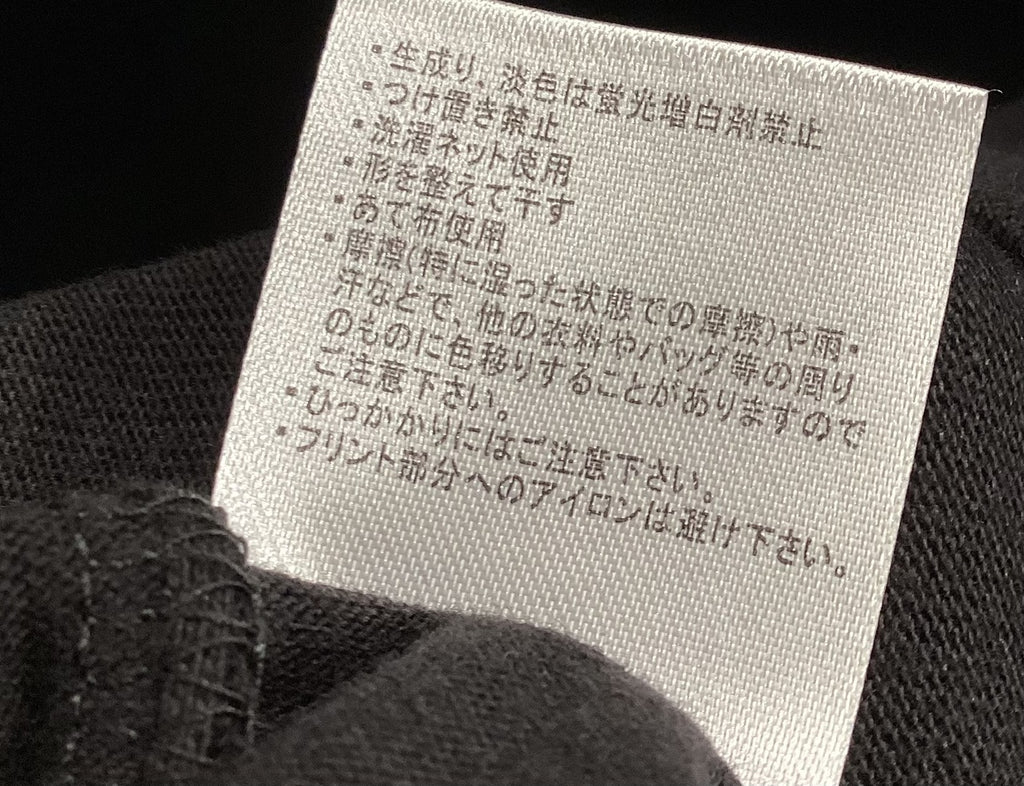 ・生成り、淡色は蛍光増白剤禁止
・つけ置き禁止
・洗濯ネット使用
・形を整えて干す
・あて布使用
・摩擦(特に湿った状態での摩擦)や雨・
汗などで、他の衣料やバッグ等の周り
のものに色移りすることがありますので
ご注意下さい。
・ひっかかりにはご注意下さい。
・プリント部分へのアイロンは避け下さい。